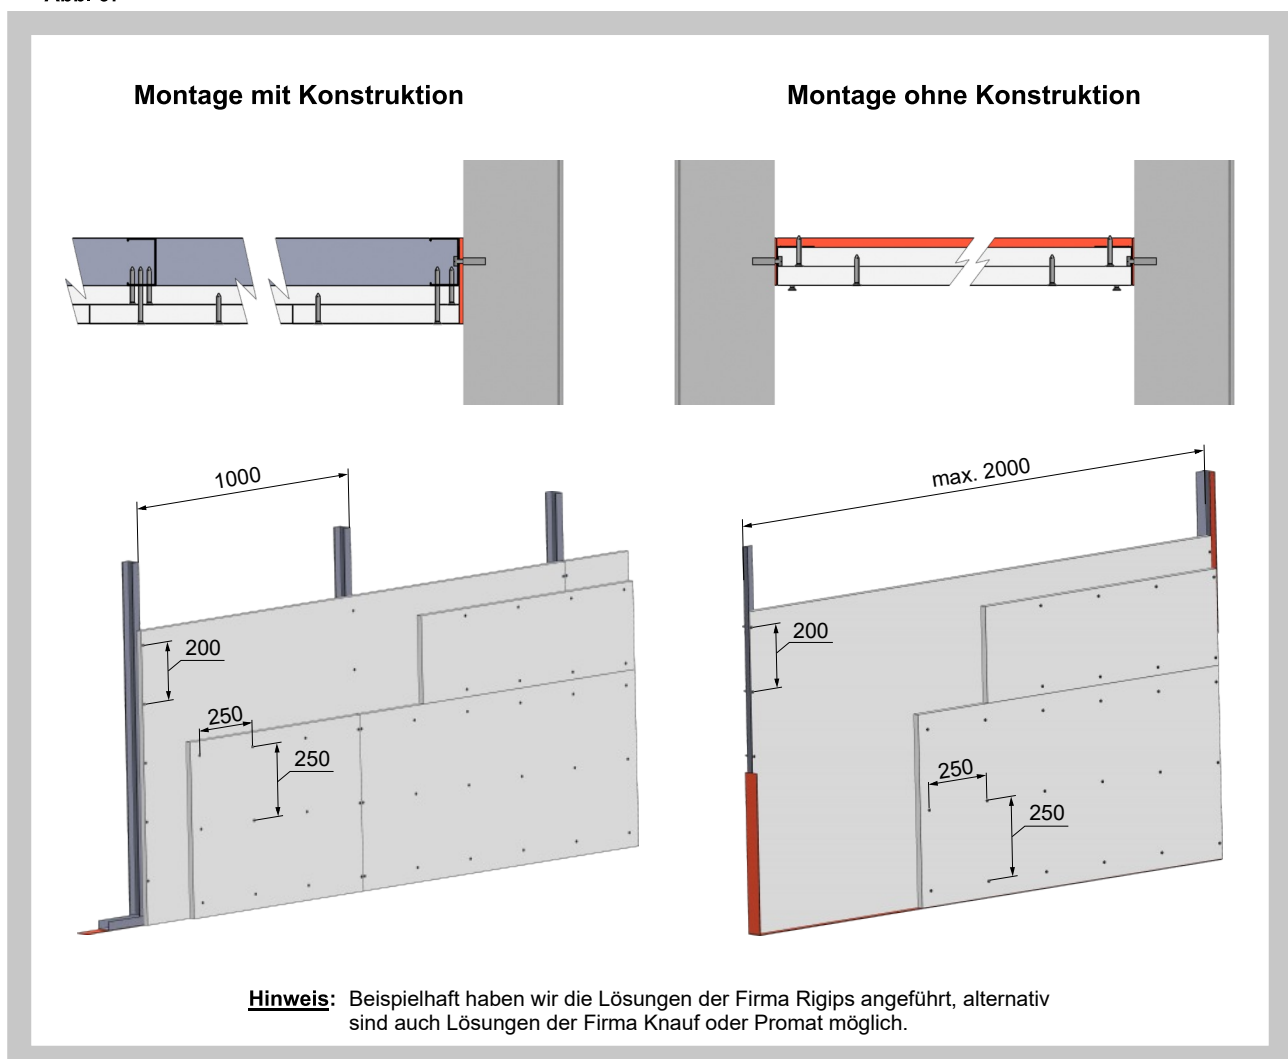 Montage mit Konstruktion
Montage ohne Konstruktion
1000
200
250
250
max. 2000
200
250
250
Hinweis: Beispielhaft haben wir die Lösungen der Firma Rigips angeführt, alternativ
sind auch Lösungen der Firma Knauf oder Promat möglich.